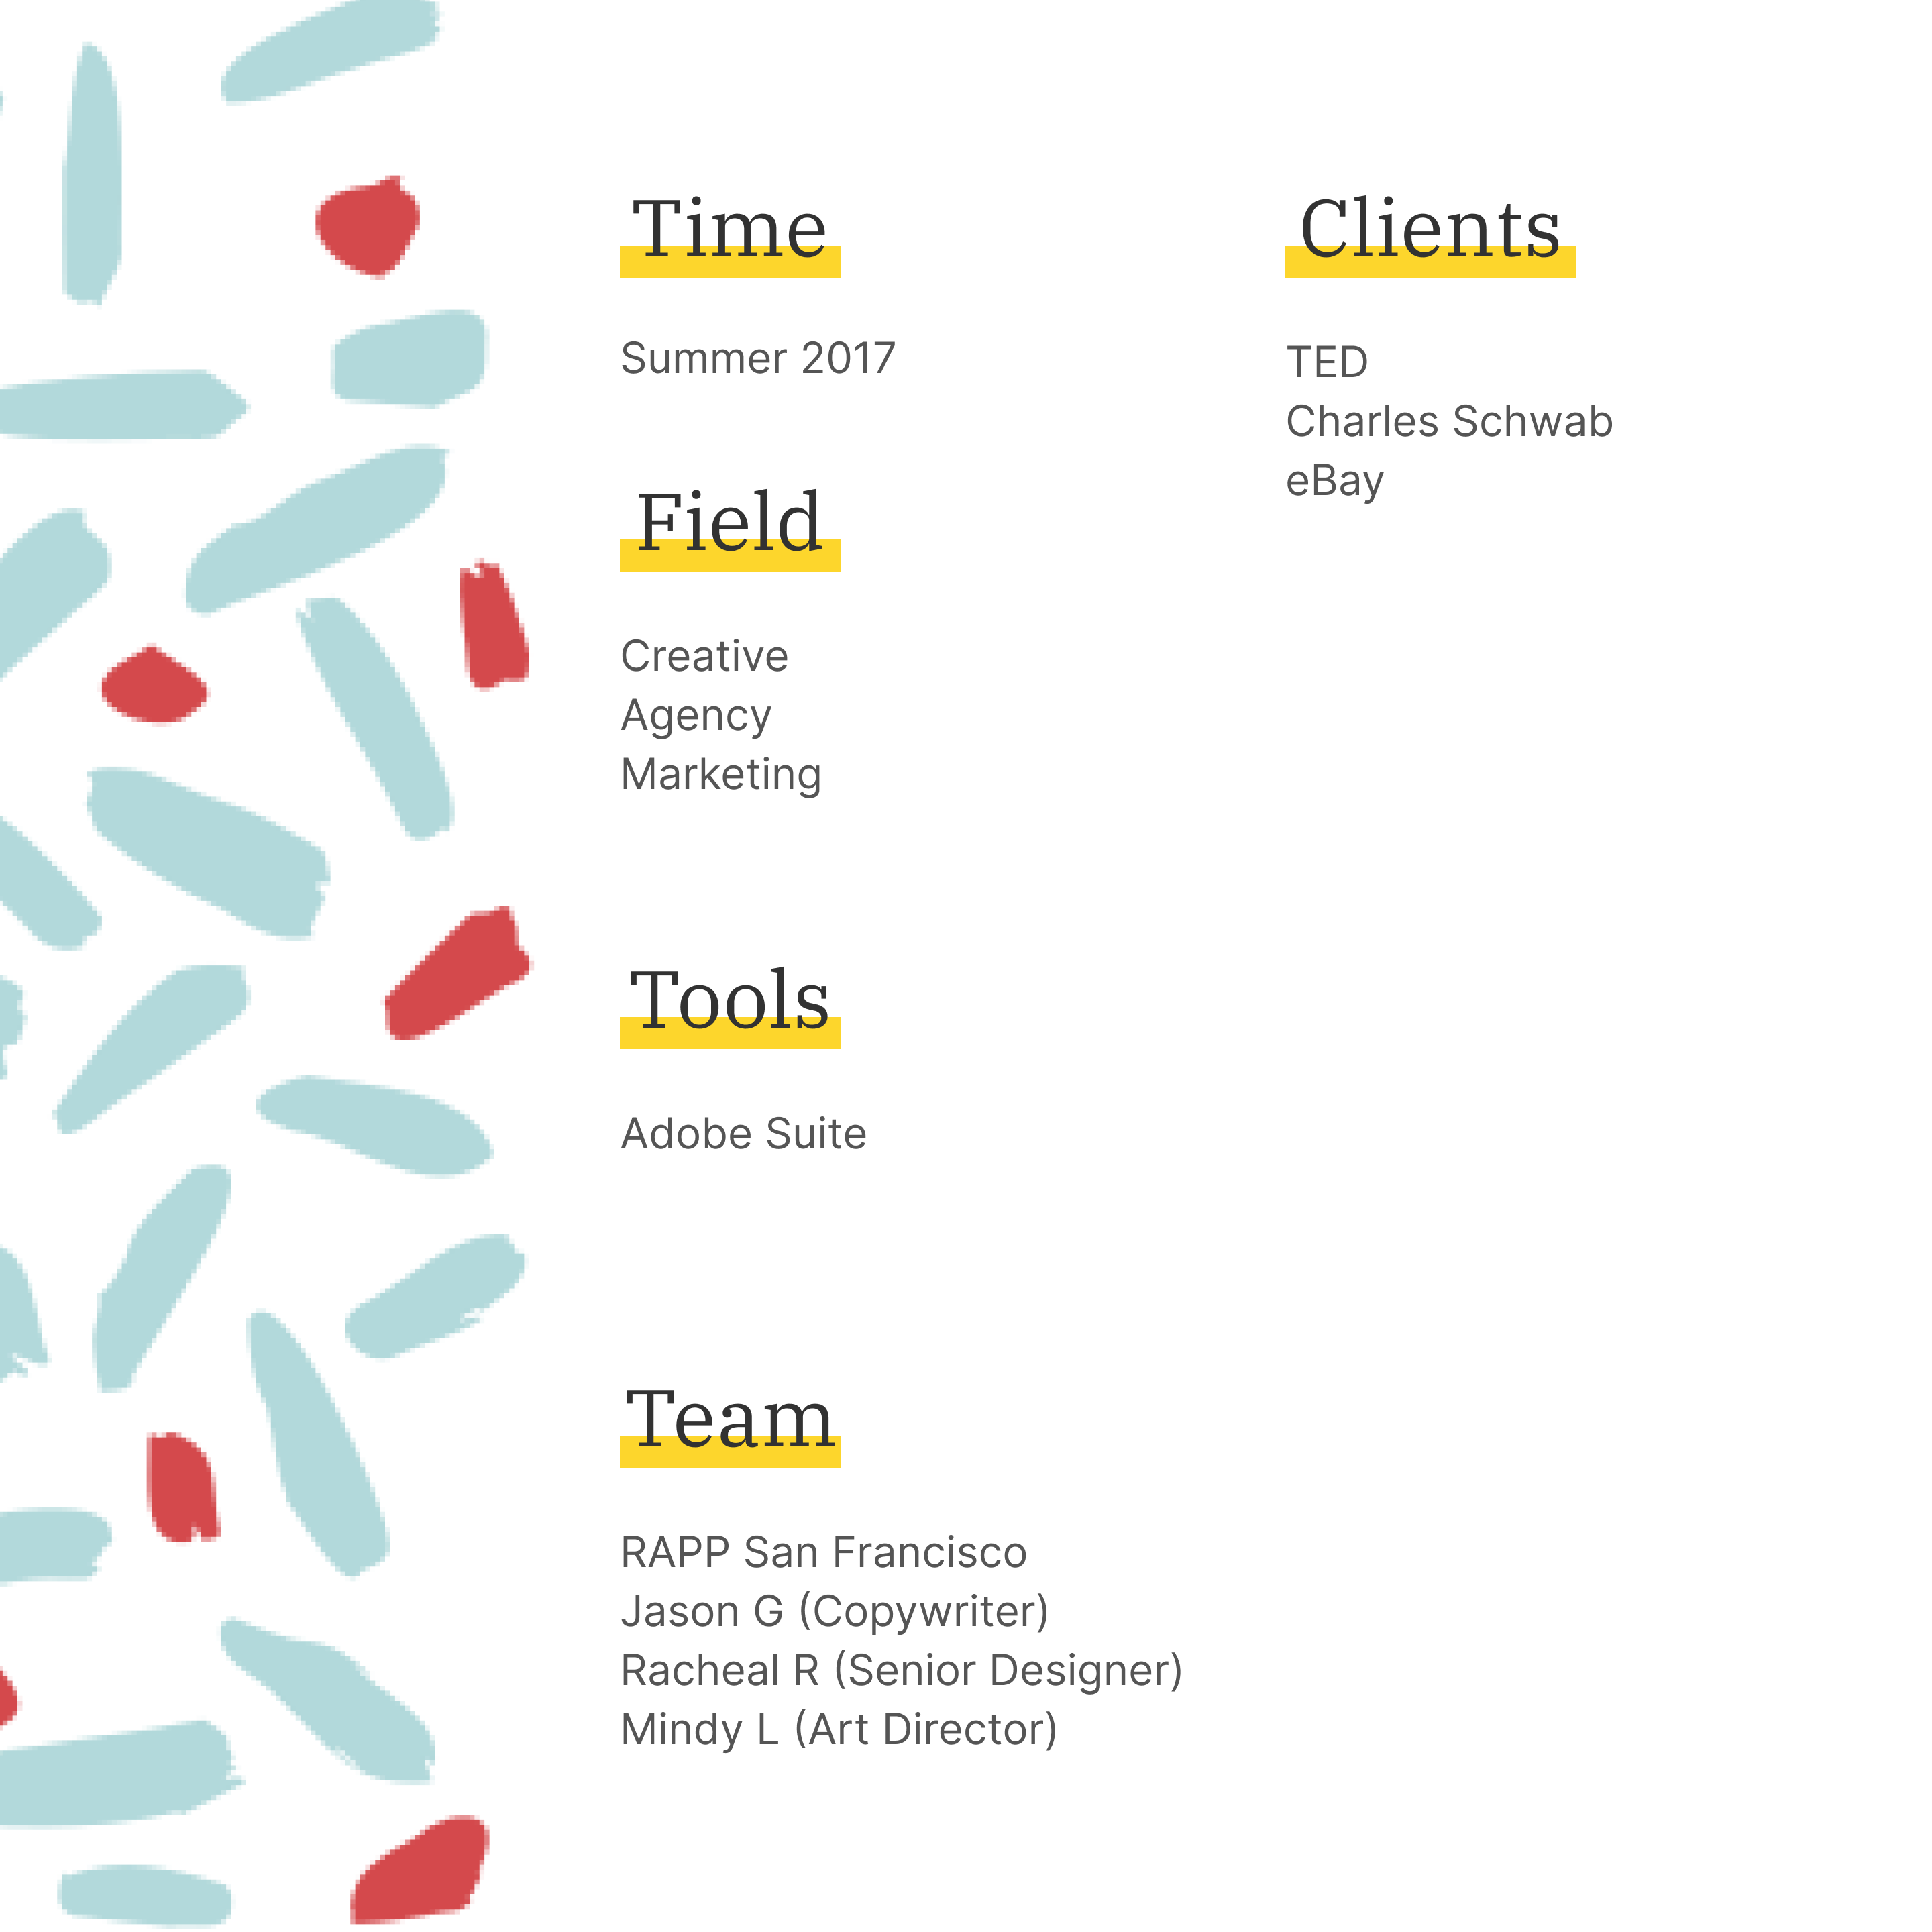 Time
Summer 2017
Field
Creative
Agency
Marketing
Tools
Adobe Suite
Team
RAPP San Francisco
Jason G (Copywriter)
Racheal R (Senior Designer)
Mindy L (Art Director)
Clients
TED
Charles Schwab
eBay